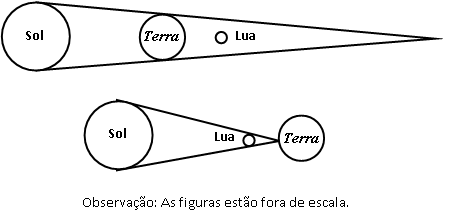 Sol Terra Lua
Sol Lua Terra
Observação: As figuras estão fora de escala.